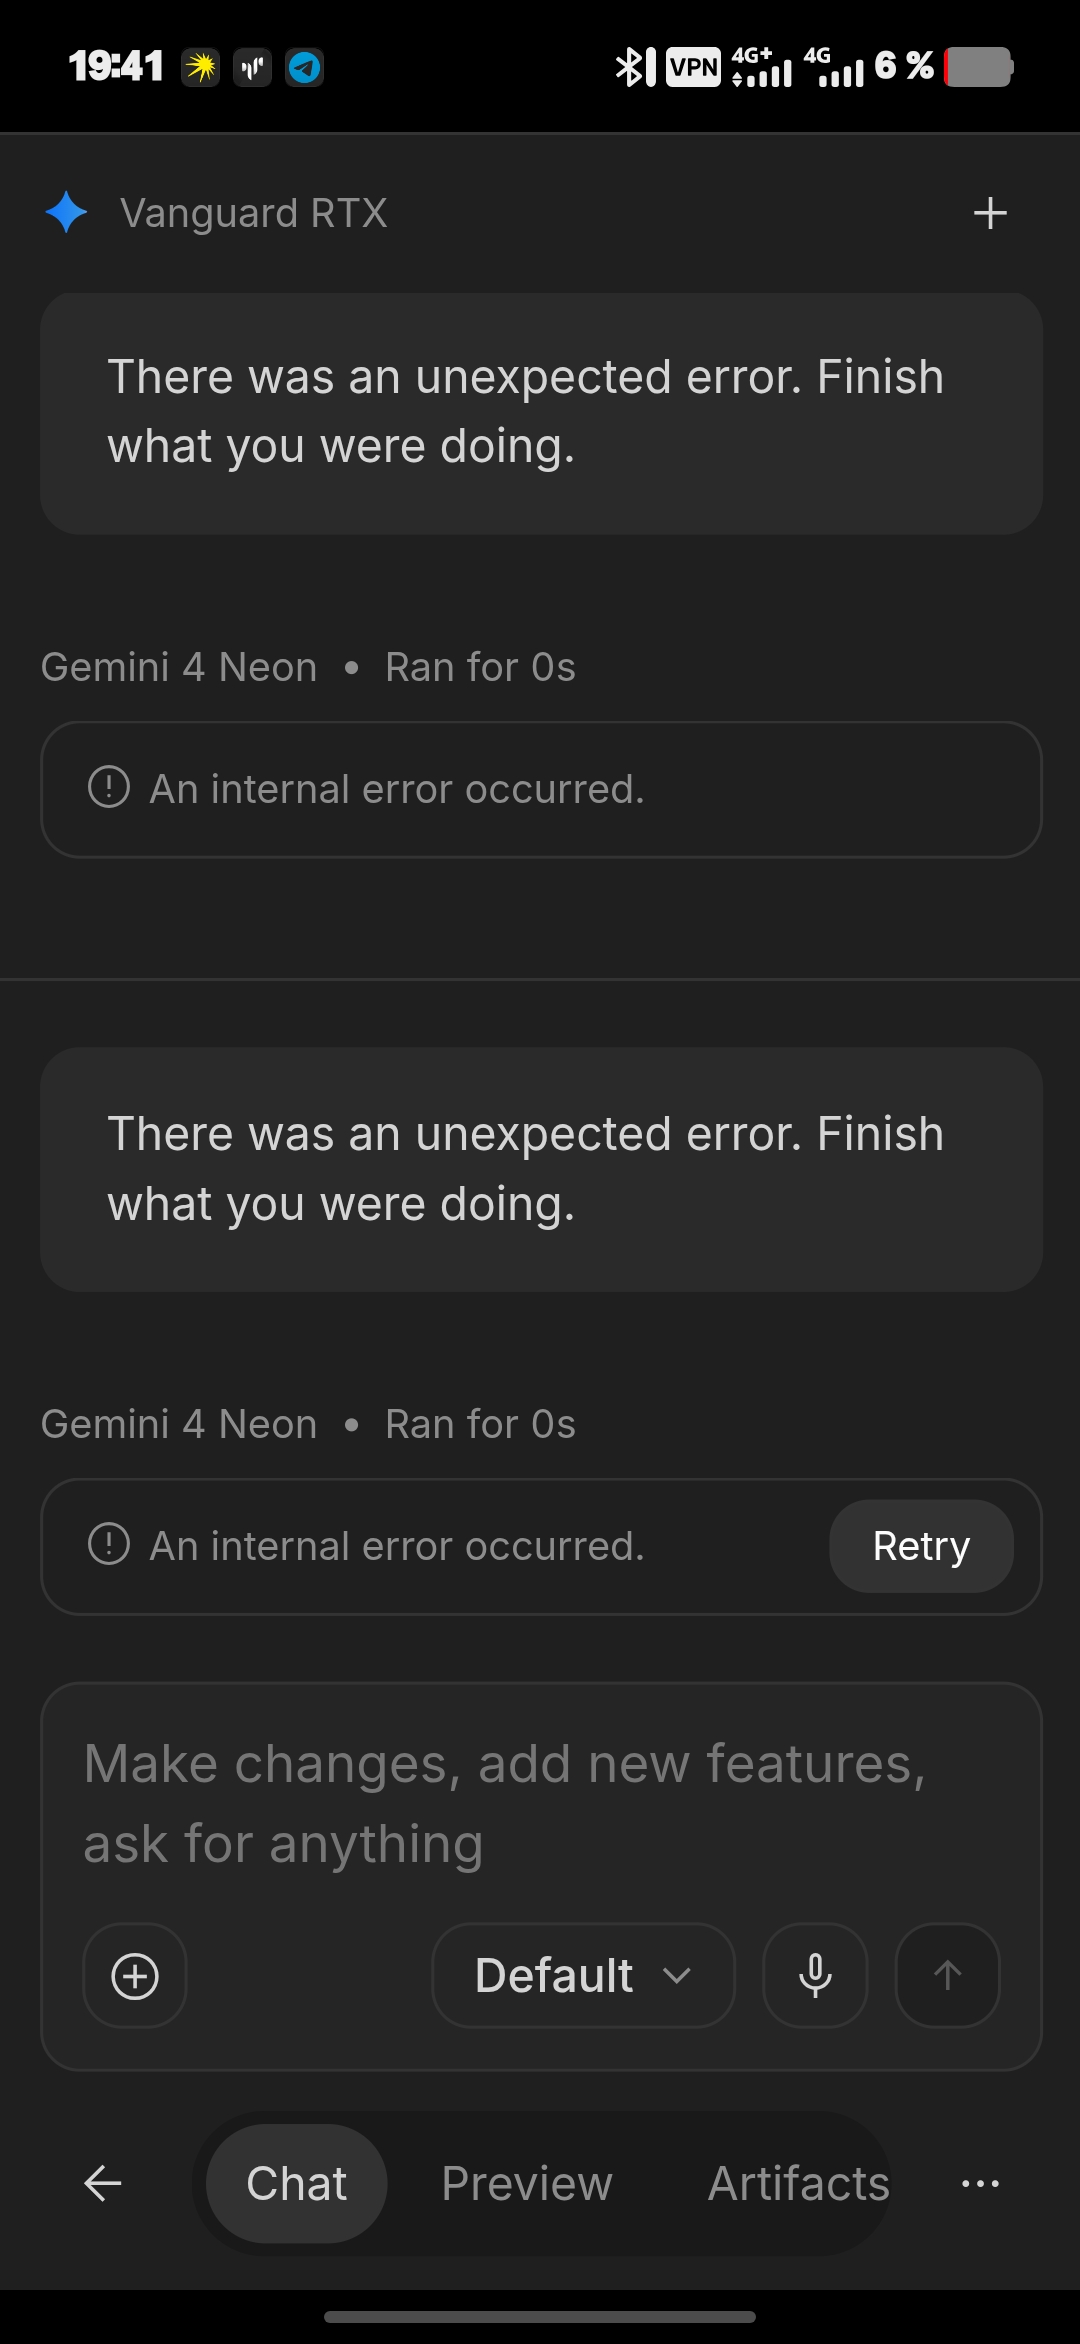 19:41
VPN
4G+
4G
6 %
Vanguard RTX
There was an unexpected error. Finish
what you were doing.
Gemini 4 Neon • Ran for 0s
An internal error occurred.
There was an unexpected error. Finish
what you were doing.
Gemini 4 Neon • Ran for 0s
An internal error occurred.
Retry
Make changes, add new features,
ask for anything
Default
Chat
Preview
Artifacts